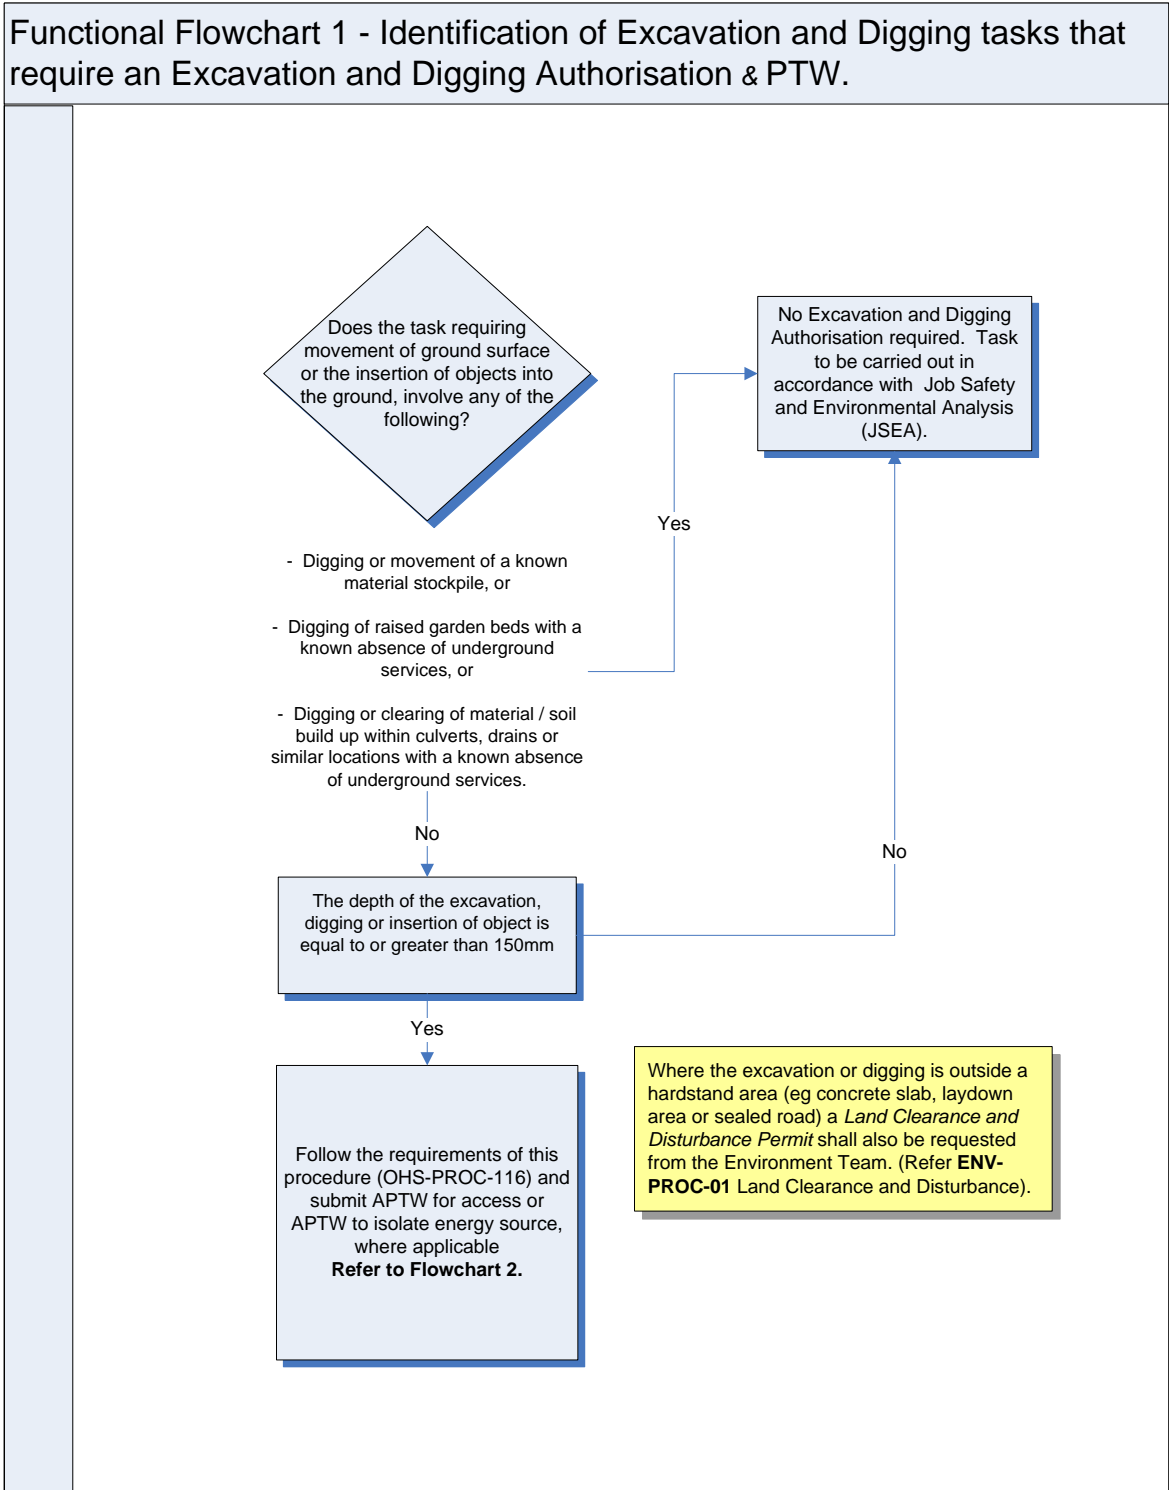 Functional Flowchart 1 - Identification of Excavation and Digging tasks that
require an Excavation and Digging Authorisation & PTW.
Does the task requiring
movement of ground surface
or the insertion of objects into
the ground, involve any of the
following?
No Excavation and Digging
Authorisation required. Task
to be carried out in
accordance with Job Safety
and Environmental Analysis
(JSEA).
Yes
- Digging or movement of a known
material stockpile, or
- Digging of raised garden beds with a
known absence of underground
services, or
- Digging or clearing of material / soil
build up within culverts, drains or
similar locations with a known absence
of underground services.
No
No
The depth of the excavation,
digging or insertion of object is
equal to or greater than 150mm
Yes
Follow the requirements of this
procedure (OHS-PROC-116) and
submit APTW for access or
APTW to isolate energy source,
where applicable
Refer to Flowchart 2.
Where the excavation or digging is outside a
hardstand area (eg concrete slab, laydown
area or sealed road) a Land Clearance and
Disturbance Permit shall also be requested
from the Environment Team. (Refer ENV-
PROC-01 Land Clearance and Disturbance).